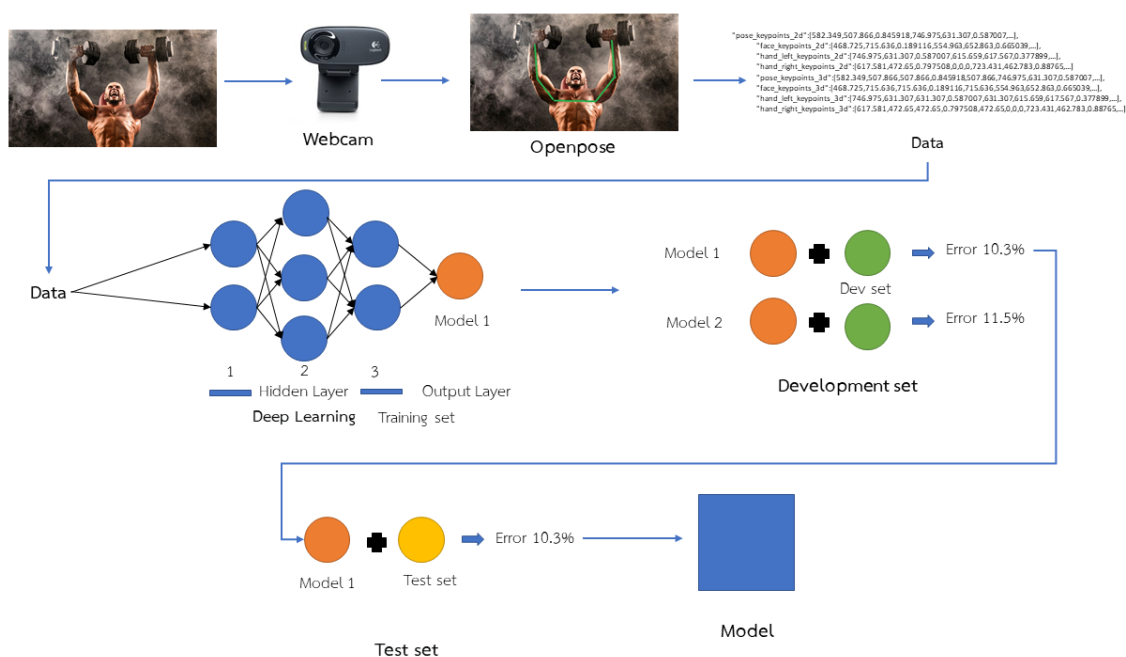 "pose_keypoints_2d":[582.349,507.866,0.845918,746.975,631.307,0.587007,...],
"face_keypoints_2d":[468.725,715.636,0.189116,554.963,652.863,0.665039,...],
"hand_left_keypoints_2d":[746.975,631.307,0.587007,615.659,617.567,0.377899,...],
"hand_right_keypoints_2d":[617.581,472.65,0.797508,0,0,0,723.431,462.783,0.88765,...]
"pose_keypoints_3d":[582.349,507.866,507.866,0.845918,507.866,746.975,631.307,0.587007,...],
"face_keypoints_3d":[468.725,715.636,715.636,0.189116,715.636,554.963,652.863,0.665039,...],
"hand_left_keypoints_3d":[746.975,631.307,631.307,0.587007,631.307,615.659,617.567,0.377899,...],
"hand_right_keypoints_3d":[617.581,472.65,472.65,0.797508,472.65,0,0,0,723.431,462.783,0.88765,...]
Webcam
Openpose
Data
Data
Model 1
1
2
3
Hidden Layer
Output Layer
Deep Learning
Training set
Model 1
Error 10.3%
Dev set
Model 2
Error 11.5%
Development set
Model 1
Test set
Error 10.3%
Test set
Model